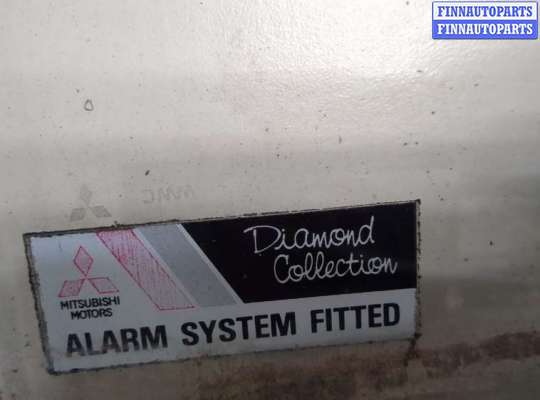 FINNAUTOPARTS
FINNAUTOPARTS
MMC
Diamond
Collection
MITSUBISHI
MOTORS
ALARM SYSTEM FITTED